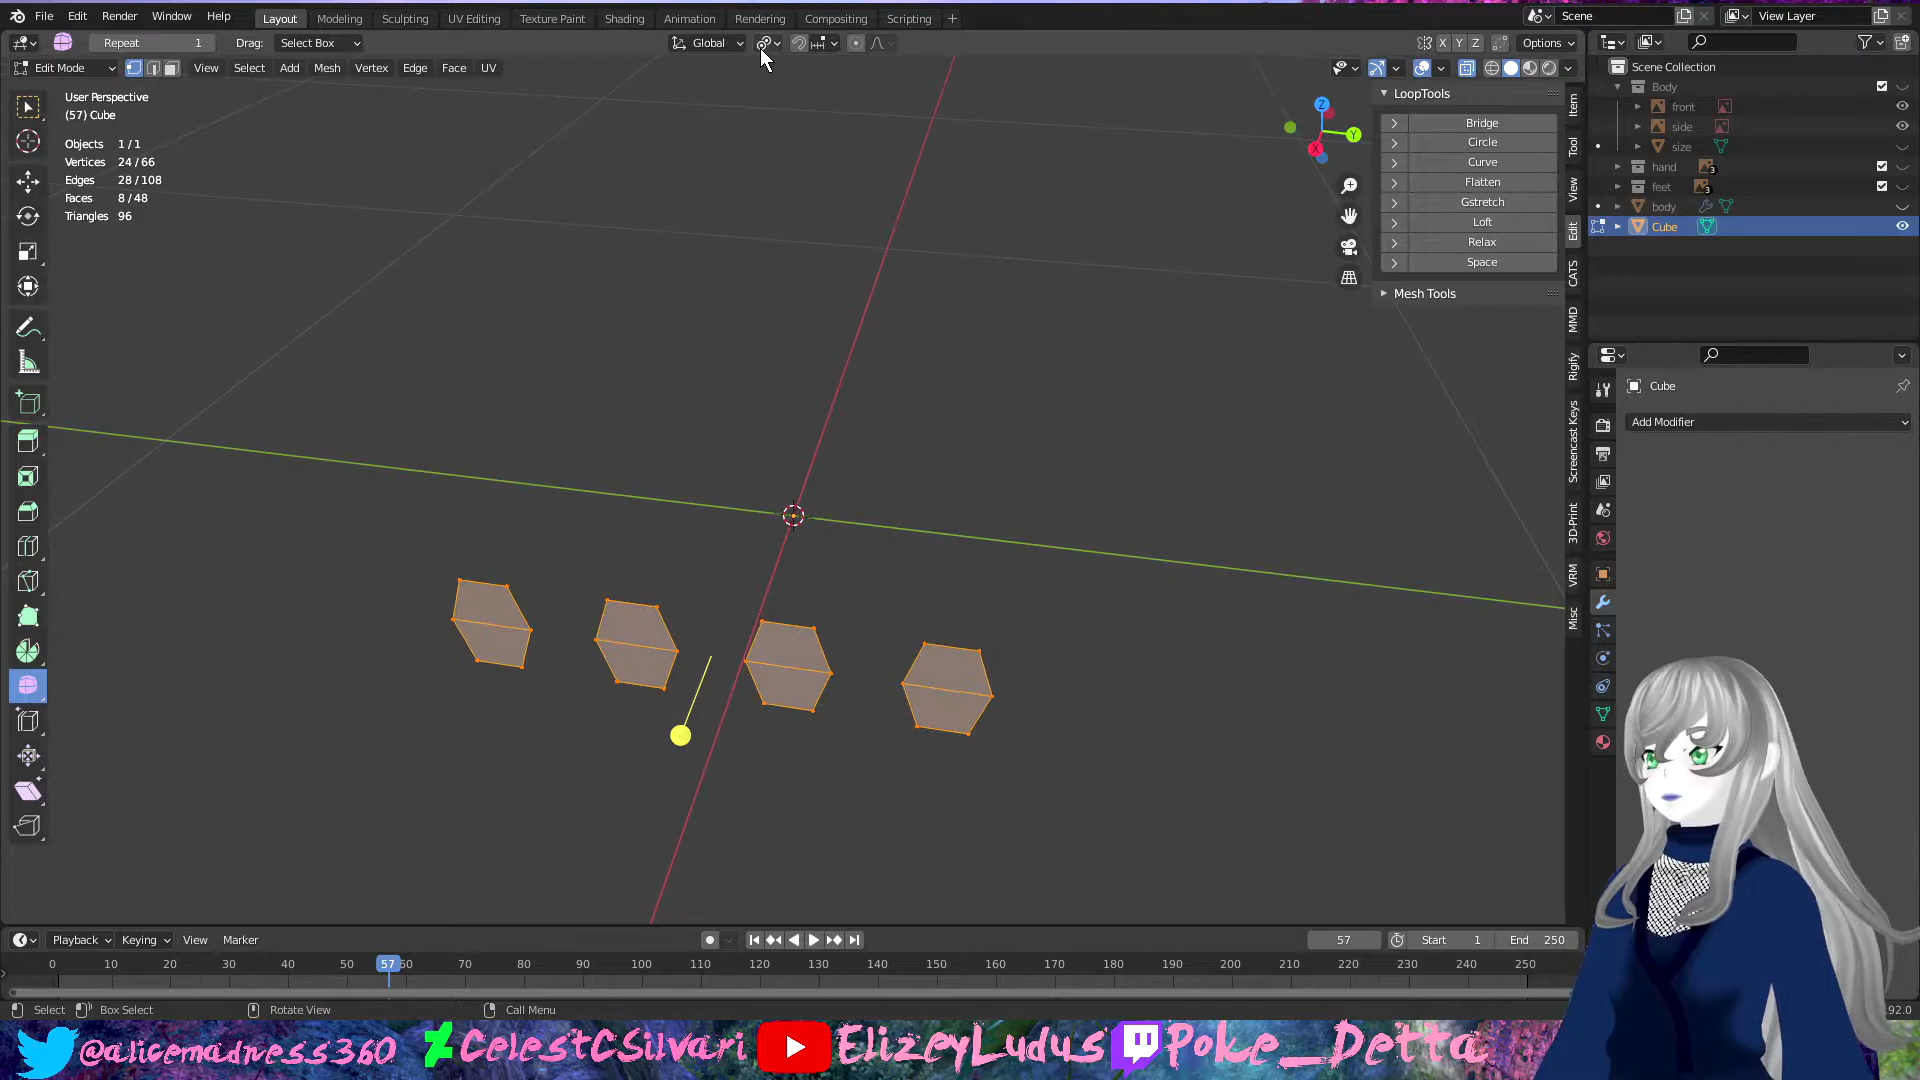 File Edit Render Window Help Layout Modeling Sculpting UV Editing Texture Paint Shading Animation Rendering Compositing Scripting + Scene View Layer
Repeat 1 Drag: Select Box Global X Y Z Options
Edit Mode View Select Add Mesh Vertex Edge Face UV
User Perspective
(57) Cube
Objects 1 / 1
Vertices 24 / 66
Edges 28 / 108
Faces 8 / 48
Triangles 96
Z
Y
X
LoopTools
Bridge
Circle
Curve
Flatten
Gstretch
Loft
Relax
Space
Mesh Tools
Item
Tool
View
Edit
CATS
MMD
Rigify
Screencast Keys
3D-Print
VRM
Misc
Scene Collection
Body
front
side
size
hand 3
feet 3
body
Cube
Cube
Add Modifier
Playback Keying View Marker 57 Start 1 End 250
0 10 20 30 40 50 57 60 70 80 90 100 110 120 130 140 150 160 170 180 190 200 210 220 230 240 250
Select Box Select Rotate View Call Menu .92.0
@alicemadness360 CelestCSilvari ElizeyLudus Poke__Detta